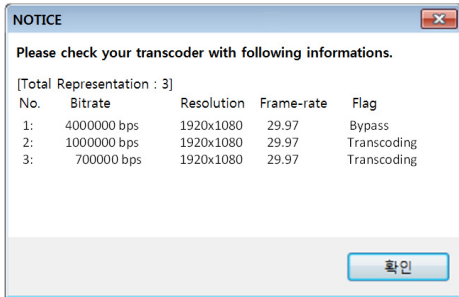 NOTICE
Please check your transcoder with following informations.
[Total Representation : 3]
No. Bitrate Resolution Frame-rate Flag
1: 4000000 bps 1920x1080 29.97 Bypass
2: 1000000 bps 1920x1080 29.97 Transcoding
3: 700000 bps 1920x1080 29.97 Transcoding
확인